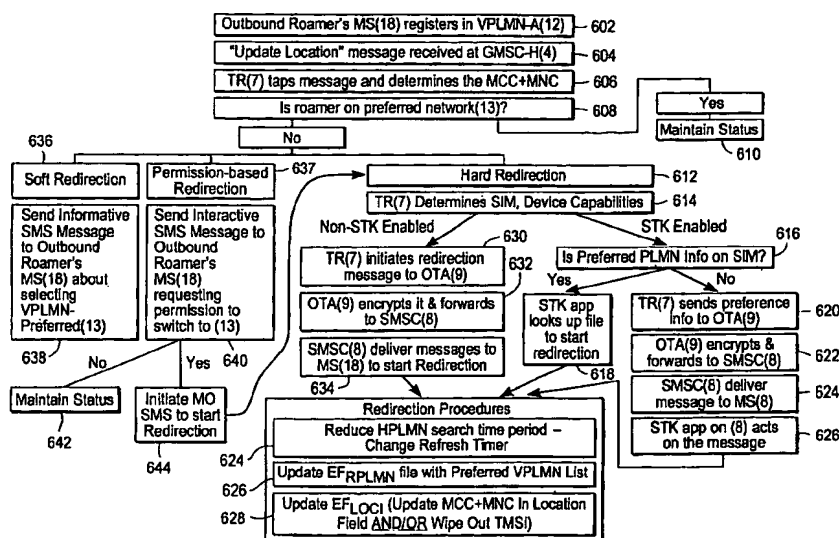 Outbound Roamer's MS(18) registers in VPLMN-A(12)
602
"Update Location" message received at GMSC-H(4)
604
TR(7) taps message and determines the MCC+MNC
606
Is roamer on preferred network(13)?
608
Yes
Maintain Status
610
No
636
Soft Redirection
Permission-based
Redirection
637
Hard Redirection
612
TR(7) Determines SIM, Device Capabilities
614
Send Informative
SMS Message
to Outbound
Roamer's
MS(18) about
selecting
VPLMN-
Preferred(13)
638
Send Interactive
SMS Message to
Outbound
Roamer's
MS(18)
requesting
permission to
switch to (13)
640
No
Yes
Maintain Status
642
Initiate MO
SMS to start
Redirection
644
Non-STK Enabled
STK Enabled
630
TR(7) initiates redirection
message to OTA(9)
632
OTA(9) encrypts it & forwards
to SMSC(8)
SMSC(8) deliver messages to
MS(18) to start Redirection
634
616
Is Preferred PLMN Info on SIM?
Yes
No
STK app
looks up file
to start
redirection
618
TR(7) sends preference
info to OTA(9)
620
OTA(9) encrypts &
forwards to SMSC(8)
622
SMSC(8) deliver
message to MS(8)
624
STK app on (8) acts
on the message
626
Redirection Procedures
Reduce HPLMN search time period –
Change Refresh Timer
624
Update EFRPLMN file with Preferred VPLMN List
626
Update EFLOCI (Update MCC+MNC In Location
Field AND/OR Wipe Out TMSI)
628